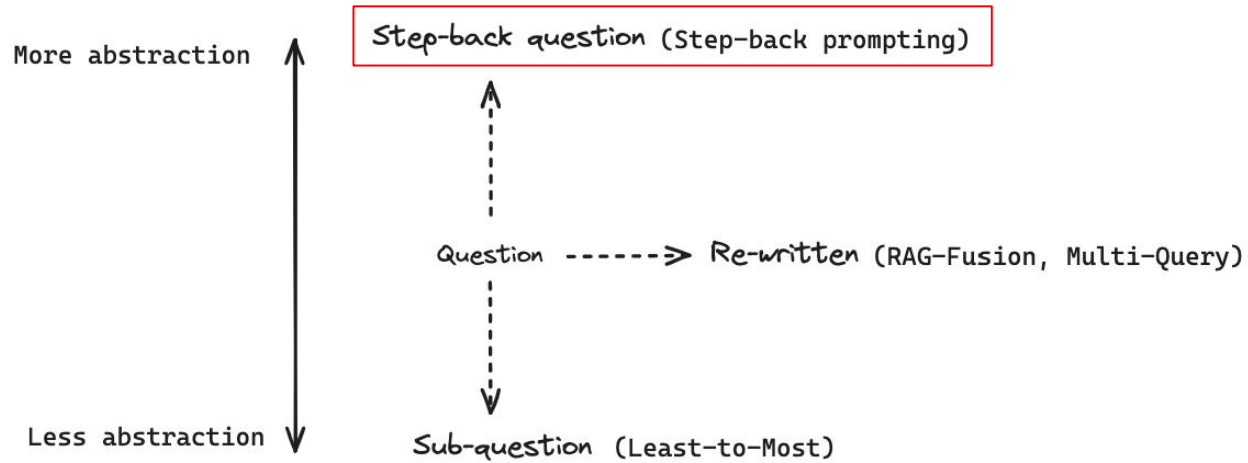 Step-back question (Step-back prompting)
More abstraction
Question
Re-written (RAG-Fusion, Multi-Query)
Less abstraction
Sub-question (Least-to-Most)